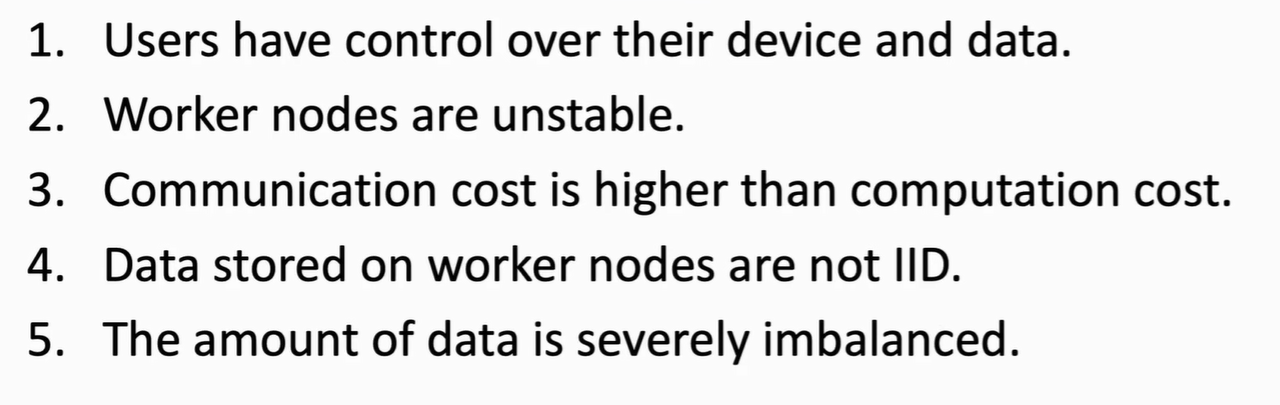 1. Users have control over their device and data.
2. Worker nodes are unstable.
3. Communication cost is higher than computation cost.
4. Data stored on worker nodes are not IID.
5. The amount of data is severely imbalanced.